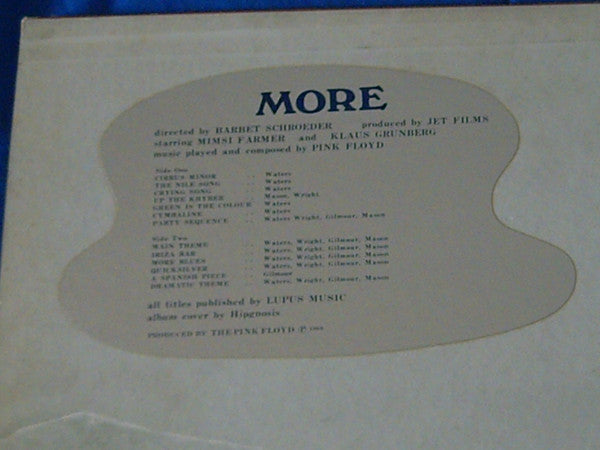 MORE
directed by BARBET SCHROEDER produced by JET FILMS
starring MIMSI FARMER and KLAUS GRUNBERG
music played and composed by PINK FLOYD
Side One
CIRRUS MINOR .. Waters
THE NILE SONG .. Waters
CRYING SONG .. Waters
UP THE KHYBER .. Mason, Wright
GREEN IS THE COLOUR .. Waters
CYMBALINE .. Waters
PARTY SEQUENCE .. Waters Wright, Gilmour, Mason
Side Two
MAIN THEME .. Waters, Wright, Gilmour, Mason
IBIZA BAR .. Waters, Wright, Gilmour, Mason
MORE BLUES .. Waters, Wright, Gilmour, Mason
QUICKSILVER .. Waters, Wright, Gilmour, Mason
A SPANISH PIECE .. Gilmour
DRAMATIC THEME .. Waters, Wright, Gilmour, Mason
all titles published by LUPUS MUSIC
album cover by Hipgnosis
PRODUCED BY THE PINK FLOYD ℗ 1969